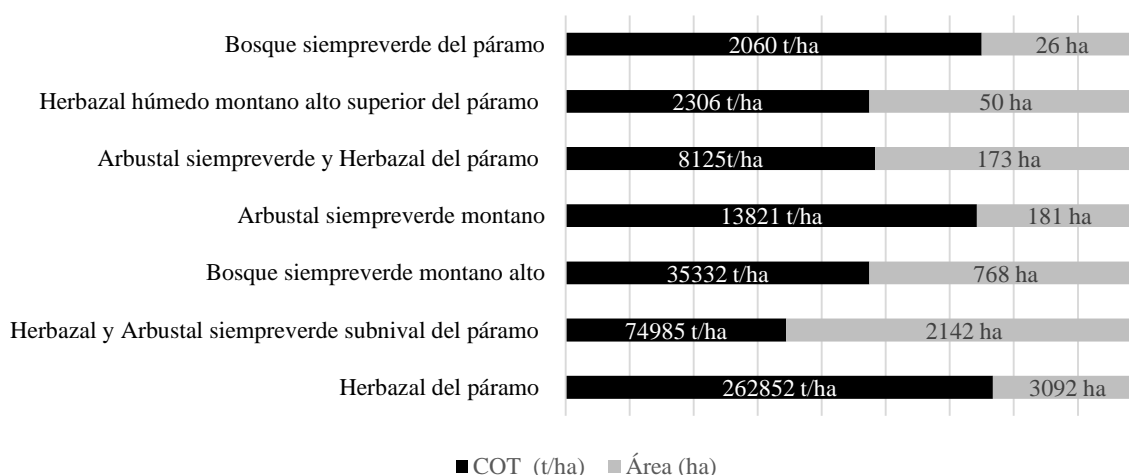 Bosque siempreverde del páramo 2060 t/ha 26 ha
Herbazal húmedo montano alto superior del páramo 2306 t/ha 50 ha
Arbustal siempreverde y Herbazal del páramo 8125t/ha 173 ha
Arbustal siempreverde montano 13821 t/ha 181 ha
Bosque siempreverde montano alto 35332 t/ha 768 ha
Herbazal y Arbustal siempreverde subnival del páramo 74985 t/ha 2142 ha
Herbazal del páramo 262852 t/ha 3092 ha
COT (t/ha) Área (ha)